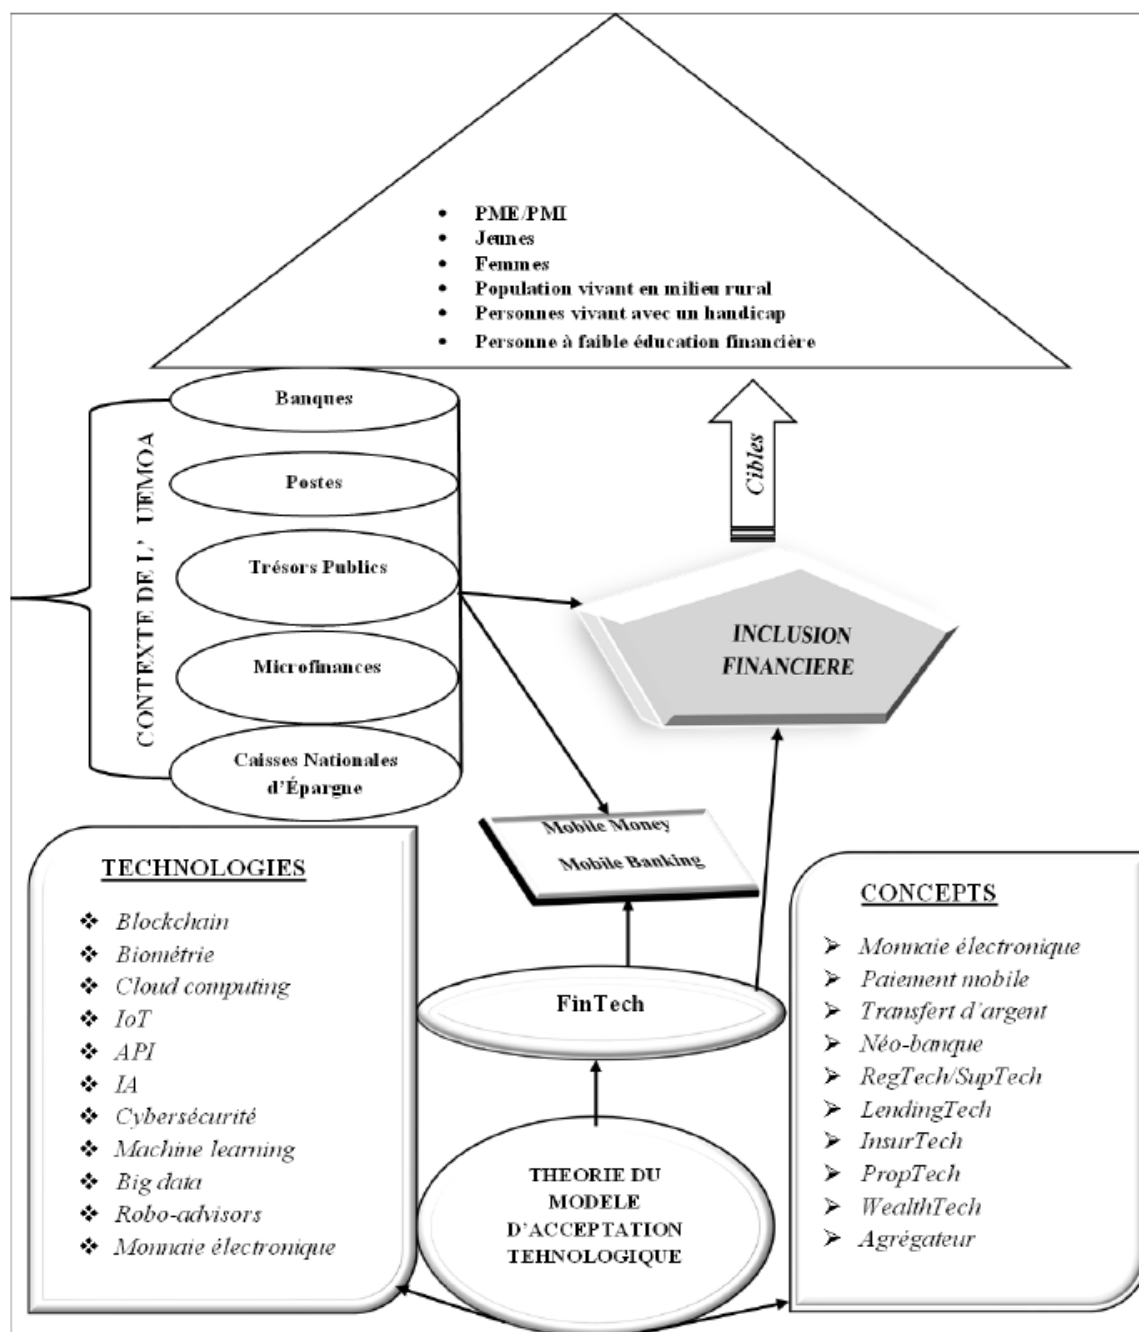 PME/PMI
Jeunes
Femmes
Population vivant en milieu rural
Personnes vivant avec un handicap
Personne à faible éducation financière
CONTEXTE DE L' UEMOA
Banques
Postes
Trésors Publics
Microfinances
Caisses Nationales
d'Épargne
Cibles
INCLUSION
FINANCIERE
Mobile Money
Mobile Banking
TECHNOLOGIES
Blockchain
Biométrie
Cloud computing
IoT
API
IA
Cybersécurité
Machine learning
Big data
Robo-advisors
Monnaie électronique
FinTech
THEORIE DU
MODELE
D'ACCEPTATION
TEHNOLOGIQUE
CONCEPTS
Monnaie électronique
Paiement mobile
Transfert d'argent
Néo-banque
RegTech/SupTech
LendingTech
InsurTech
PropTech
WealthTech
Agrégateur